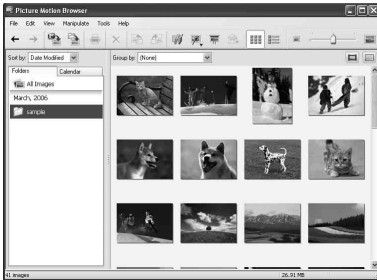 Picture Motion Browser
File Edit View Manipulate Tools Help
Sort by: Date Modified
Group by: (None)
Folders Calendar
All Images
March, 2006
sample
41 images 26.91 MB